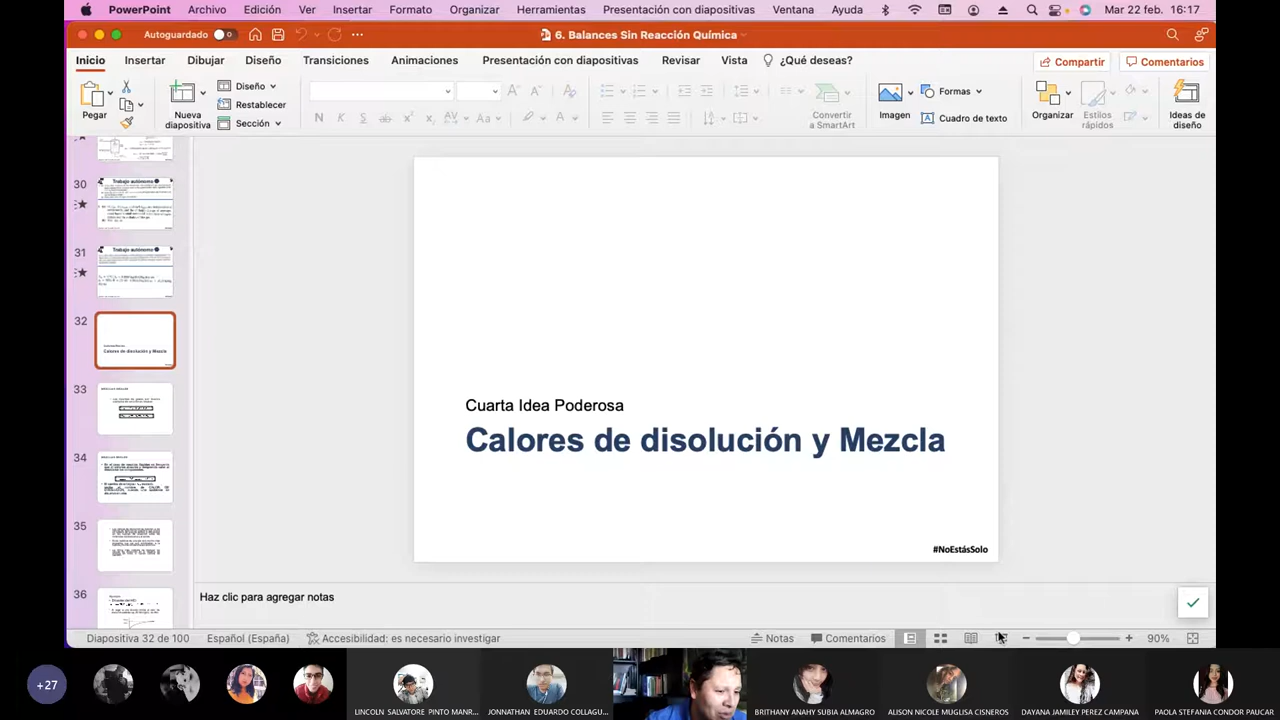 PowerPoint Archivo Edición Ver Insertar Formato Organizar Herramientas Presentación con diapositivas Ventana Ayuda Mar 22 feb. 16:17
Autoguardado 6. Balances Sin Reacción Química
Inicio Insertar Dibujar Diseño Transiciones Animaciones Presentación con diapositivas Revisar Vista ¿Qué deseas? Compartir Comentarios
Pegar
Nueva diapositiva
Diseño
Restablecer
Sección
Convertir a SmartArt
Imagen
Formas
Cuadro de texto
Organizar
Estilos rápidos
Ideas de diseño
30
Trabajo autónomo
31
Trabajo autónomo
32
Calores de disolución y Mezcla
33
34
35
36
Cuarta Idea Poderosa
Calores de disolución y Mezcla
#NoEstásSolo
Haz clic para agregar notas
Diapositiva 32 de 100 Español (España) Accesibilidad: es necesario investigar Notas Comentarios 90%
+27
LINCOLN_SALVATORE PINTO MANR...
JONNATHAN EDUARDO COLLAGU...
BRITHANY ANAHY SUBIA ALMAGRO
ALISON NICOLE MUGLISA CISNEROS
DAYANA JAMILEY PEREZ CAMPANA
PAOLA STEFANIA CONDOR PAUCAR